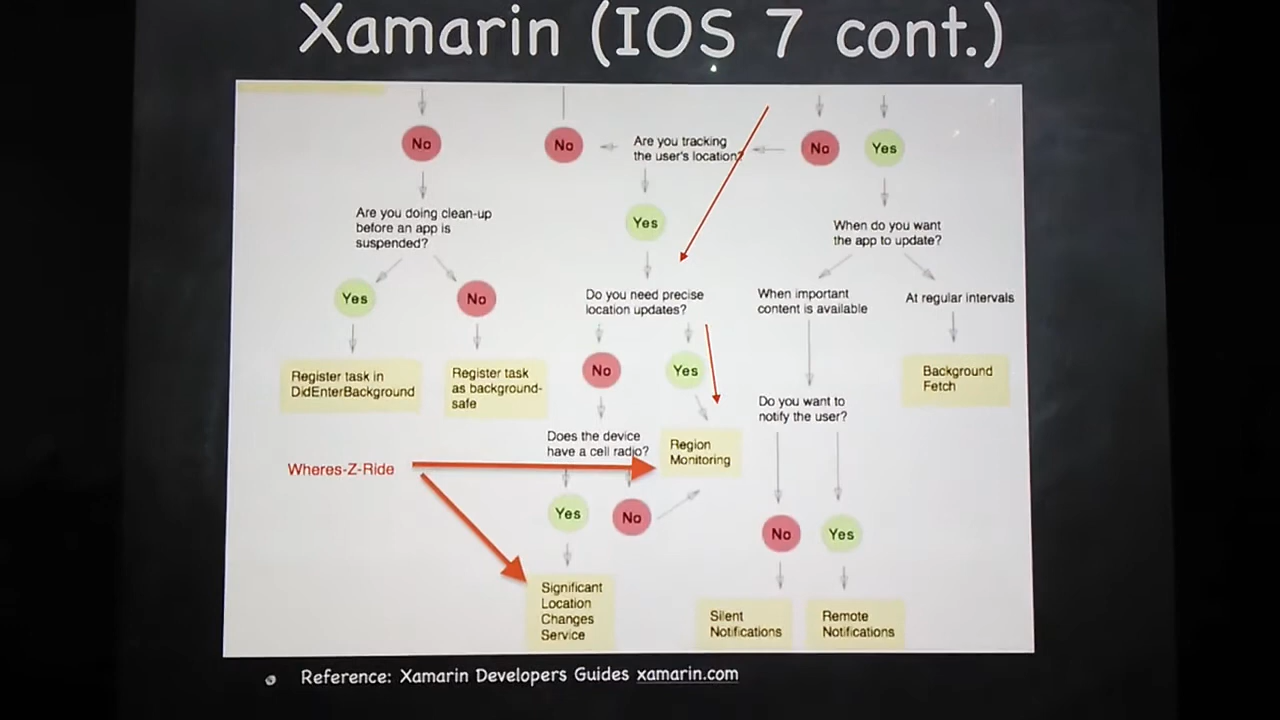 Xamarin (IOS 7 cont.)
No
No
Are you tracking
the user's location?
No
Yes
Are you doing clean-up
before an app is
suspended?
Yes
When do you want
the app to update?
Yes
No
Do you need precise
location updates?
When important
content is available
At regular intervals
Register task in
DidEnterBackground
Register task
as background-
safe
No
Yes
Background
Fetch
Do you want to
notify the user?
Does the device
have a cell radio?
Region
Monitoring
Wheres-Z-Ride
Yes
No
No
Yes
Significant
Location
Changes
Service
Silent
Notifications
Remote
Notifications
Reference: Xamarin Developers Guides xamarin.com